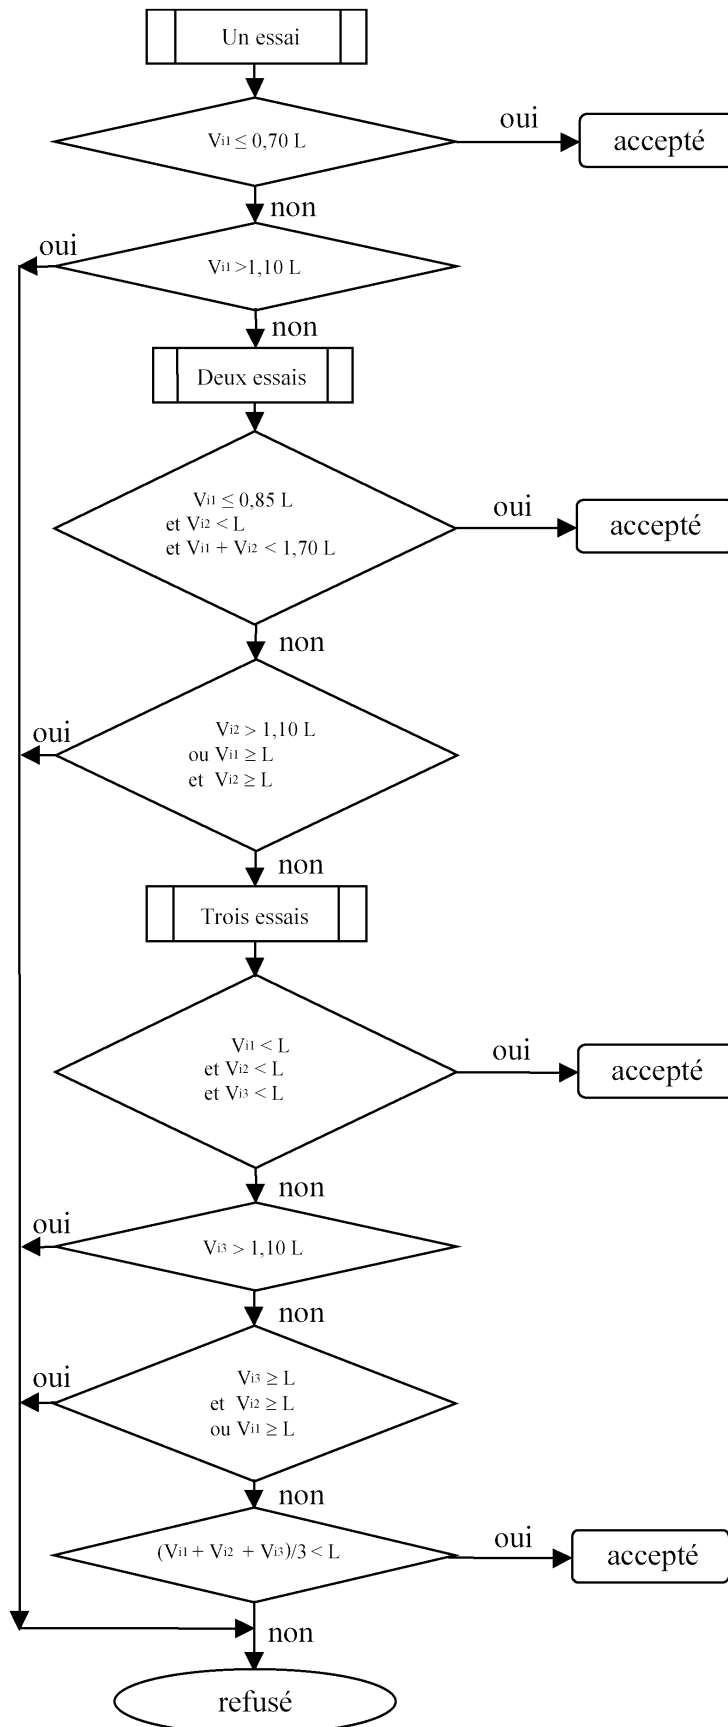 Un essai
Vi1 ≤ 0,70 L
oui
accepté
non
oui
Vi1 >1,10 L
non
Deux essais
Vi1 ≤ 0,85 L
et Vi2 < L
et Vi1 + Vi2 < 1,70 L
oui
accepté
non
oui
Vi2 > 1,10 L
ou Vi1 ≥ L
et Vi2 ≥ L
non
Trois essais
Vi1 < L
et Vi2 < L
et Vi3 < L
oui
accepté
non
oui
Vi3 > 1,10 L
non
oui
Vi3 ≥ L
et Vi2 ≥ L
ou Vi1 ≥ L
non
(Vi1 + Vi2 + Vi3)/3 < L
oui
accepté
non
refusé